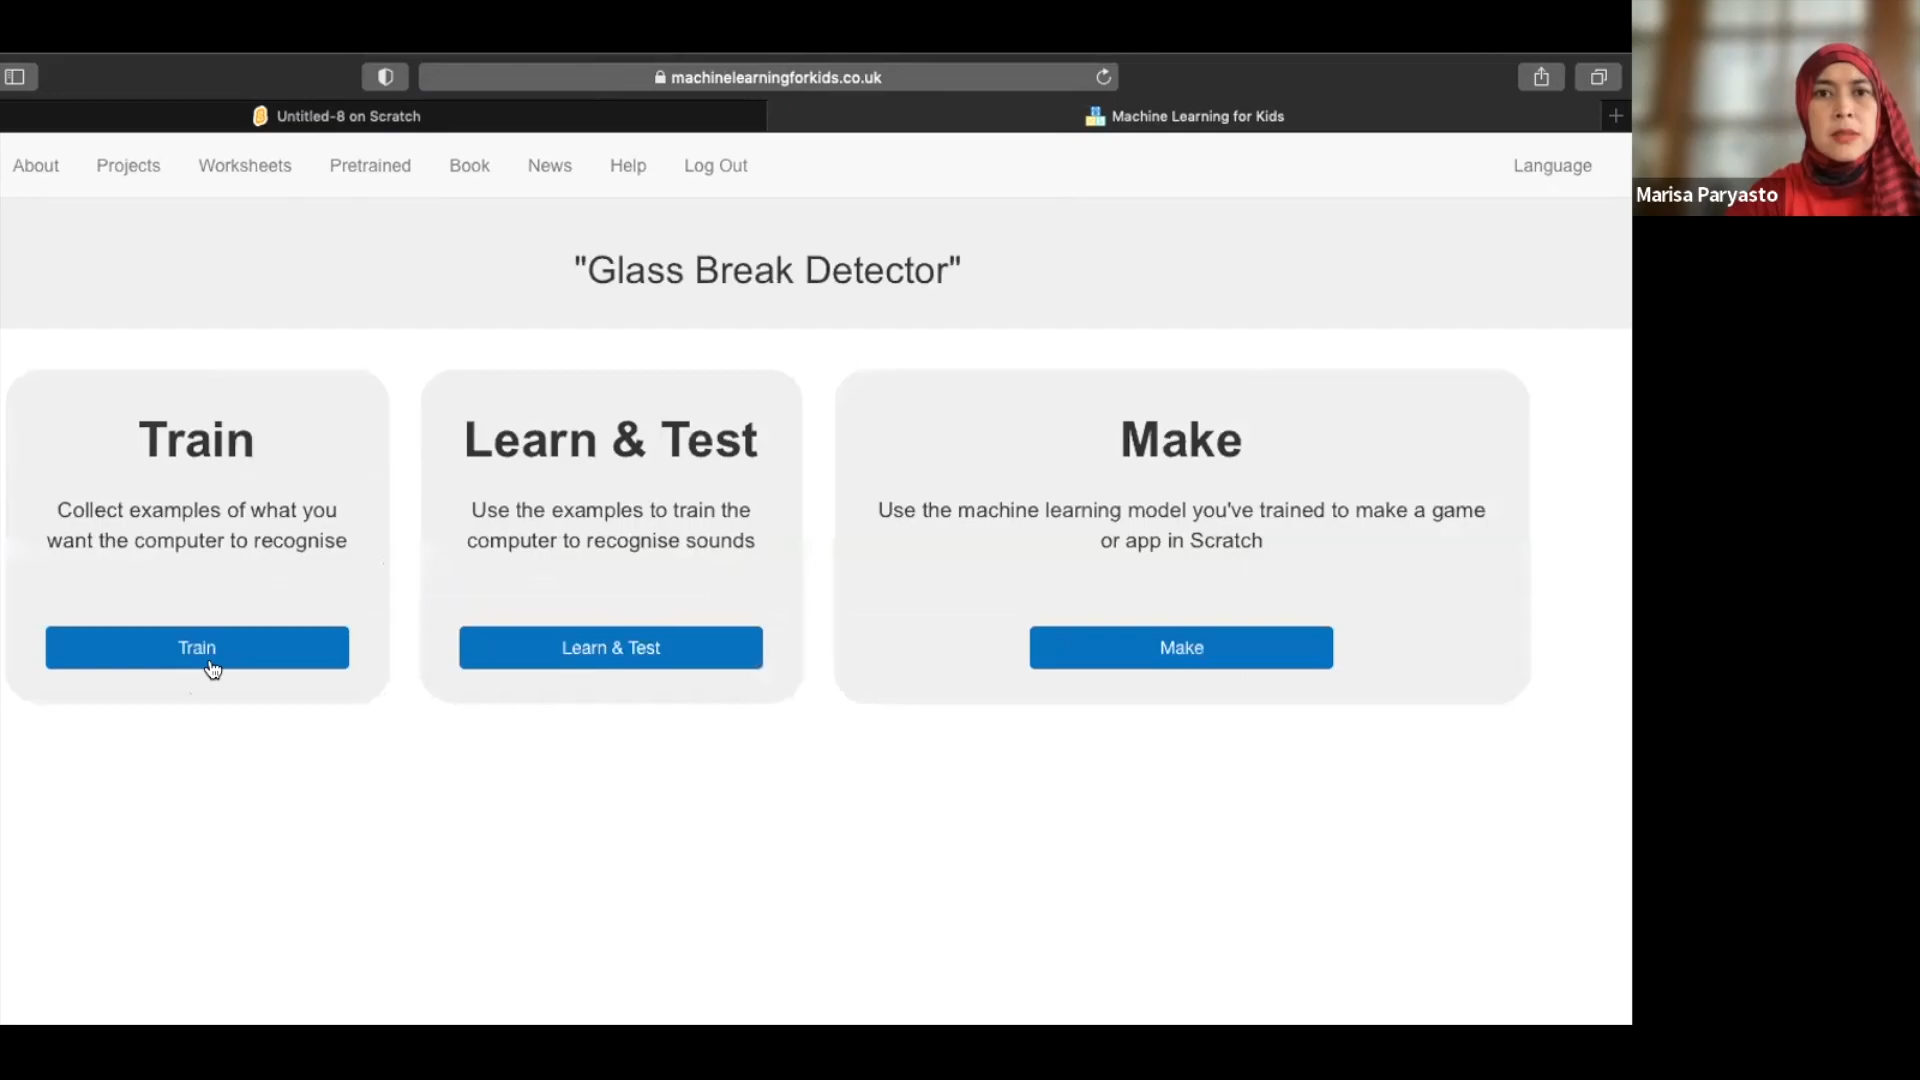 machinelearningforkids.co.uk
Untitled-8 on Scratch
Machine Learning for Kids
About Projects Worksheets Pretrained Book News Help Log Out Language
Marisa Paryasto
"Glass Break Detector"
Train
Collect examples of what you
want the computer to recognise
Train
Learn & Test
Use the examples to train the
computer to recognise sounds
Learn & Test
Make
Use the machine learning model you've trained to make a game
or app in Scratch
Make